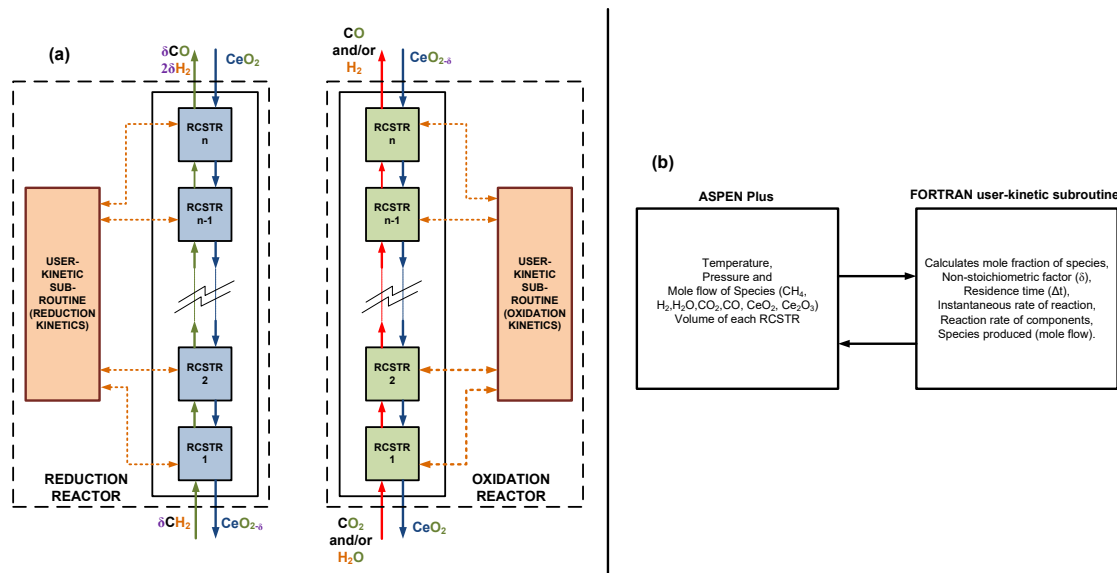 (a)
δCO
2δH2
CeO2
RCSTR
n
RCSTR
n-1
RCSTR
2
RCSTR
1
USER-
KINETIC
SUB-
ROUTINE
(REDUCTION
KINETICS)
REDUCTION
REACTOR
δCH2
CeO2-δ
CO
and/or
H2
CeO2-δ
RCSTR
n
RCSTR
n-1
RCSTR
2
RCSTR
1
USER-
KINETIC
SUB-
ROUTINE
(OXIDATION
KINETICS)
OXIDATION
REACTOR
CO2
and/or
H2O
CeO2
(b)
ASPEN Plus
Temperature,
Pressure and
Mole flow of Species (CH4,
H2,H2O,CO2,CO, CeO2, Ce2O3)
Volume of each RCSTR
FORTRAN user-kinetic subroutine
Calculates mole fraction of species,
Non-stoichiometric factor (δ),
Residence time (Δt),
Instantaneous rate of reaction,
Reaction rate of components,
Species produced (mole flow).